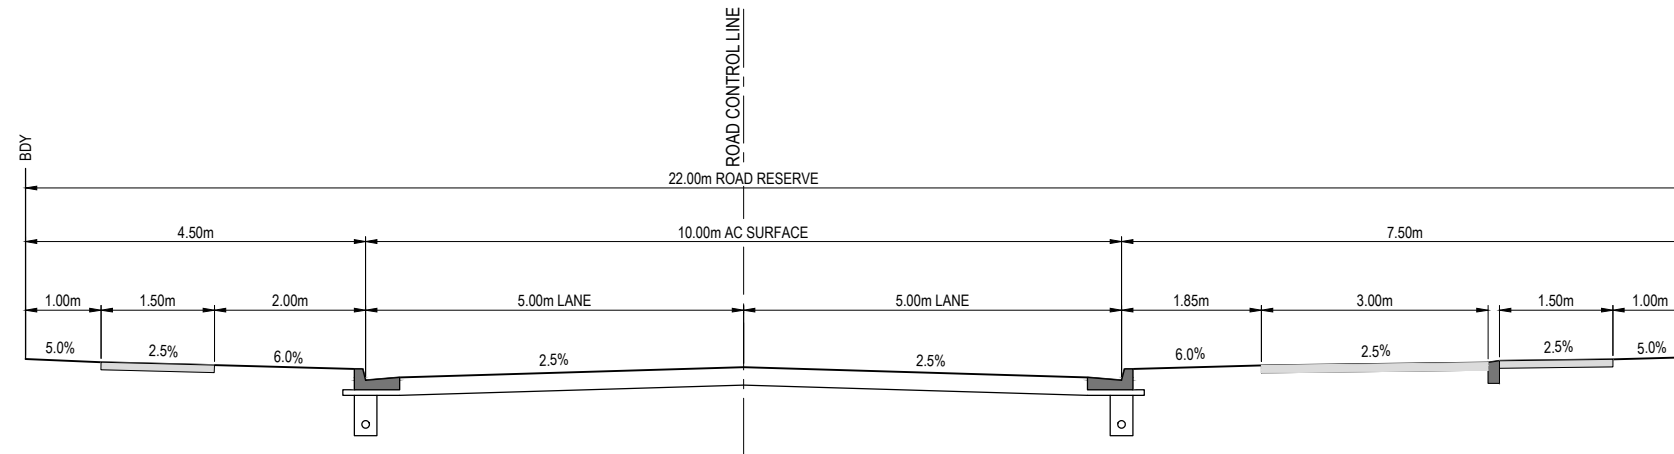 ROAD CONTROL LINE
BDY
22.00m ROAD RESERVE
4.50m 10.00m AC SURFACE 7.50m
1.00m 1.50m 2.00m 5.00m LANE 5.00m LANE 1.85m 3.00m 1.50m 1.00m
5.0% 2.5% 6.0% 2.5% 2.5% 6.0% 2.5% 2.5% 5.0%